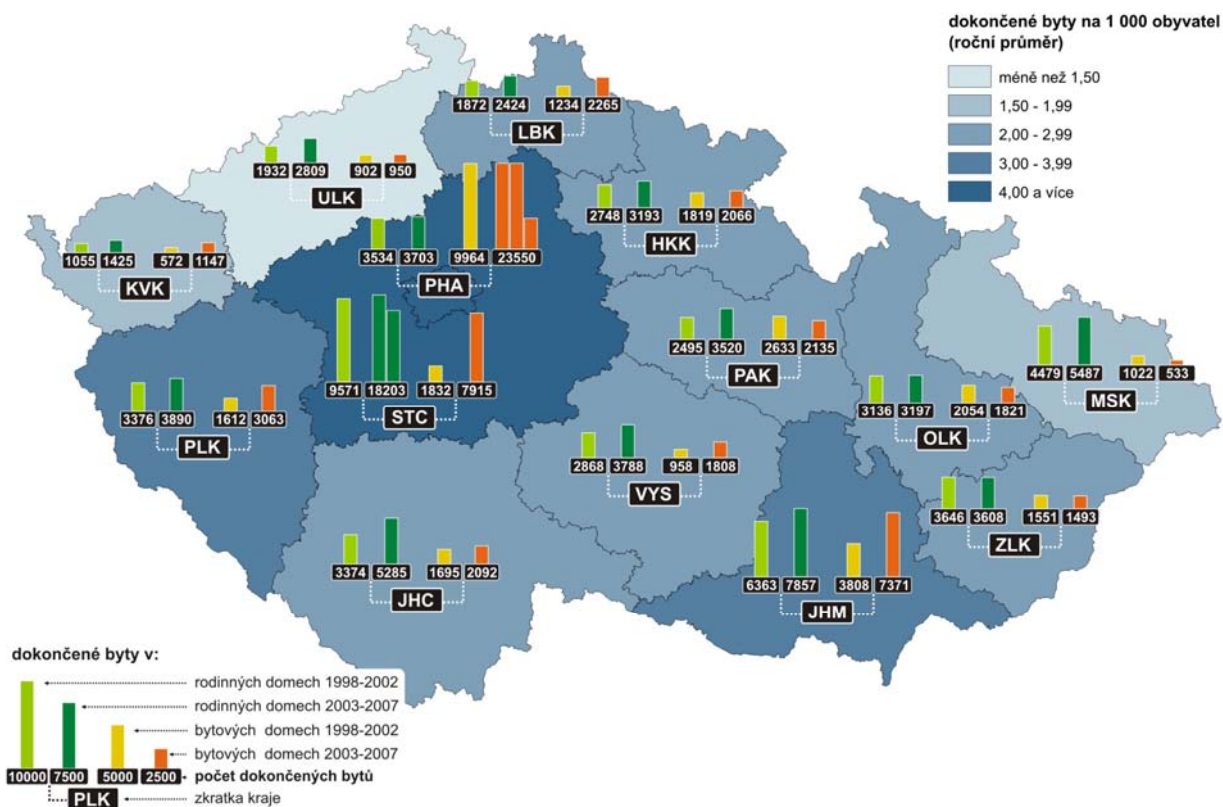 dokončené byty na 1 000 obyvatel
(roční průměr)
méně než 1,50
1,50 - 1,99
2,00 - 2,99
3,00 - 3,99
4,00 a více
1872 2424 1234 2265
LBK
1932 2809 902 950
ULK
2748 3193 1819 2066
HKK
1055 1425 572 1147
KVK
3534 3703 9964 23550
PHA
2495 3520 2633 2135
PAK
4479 5487 1022 533
MSK
9571 18203 1832 7915
STC
3376 3890 1612 3063
PLK
3136 3197 2054 1821
OLK
2868 3788 958 1808
VYS
3646 3608 1551 1493
ZLK
3374 5285 1695 2092
JHC
6363 7857 3808 7371
JHM
dokončené byty v:
rodinných domech 1998-2002
rodinných domech 2003-2007
bytových domech 1998-2002
bytových domech 2003-2007
10000 7500 5000 2500 počet dokončených bytů
PLK zkratka kraje